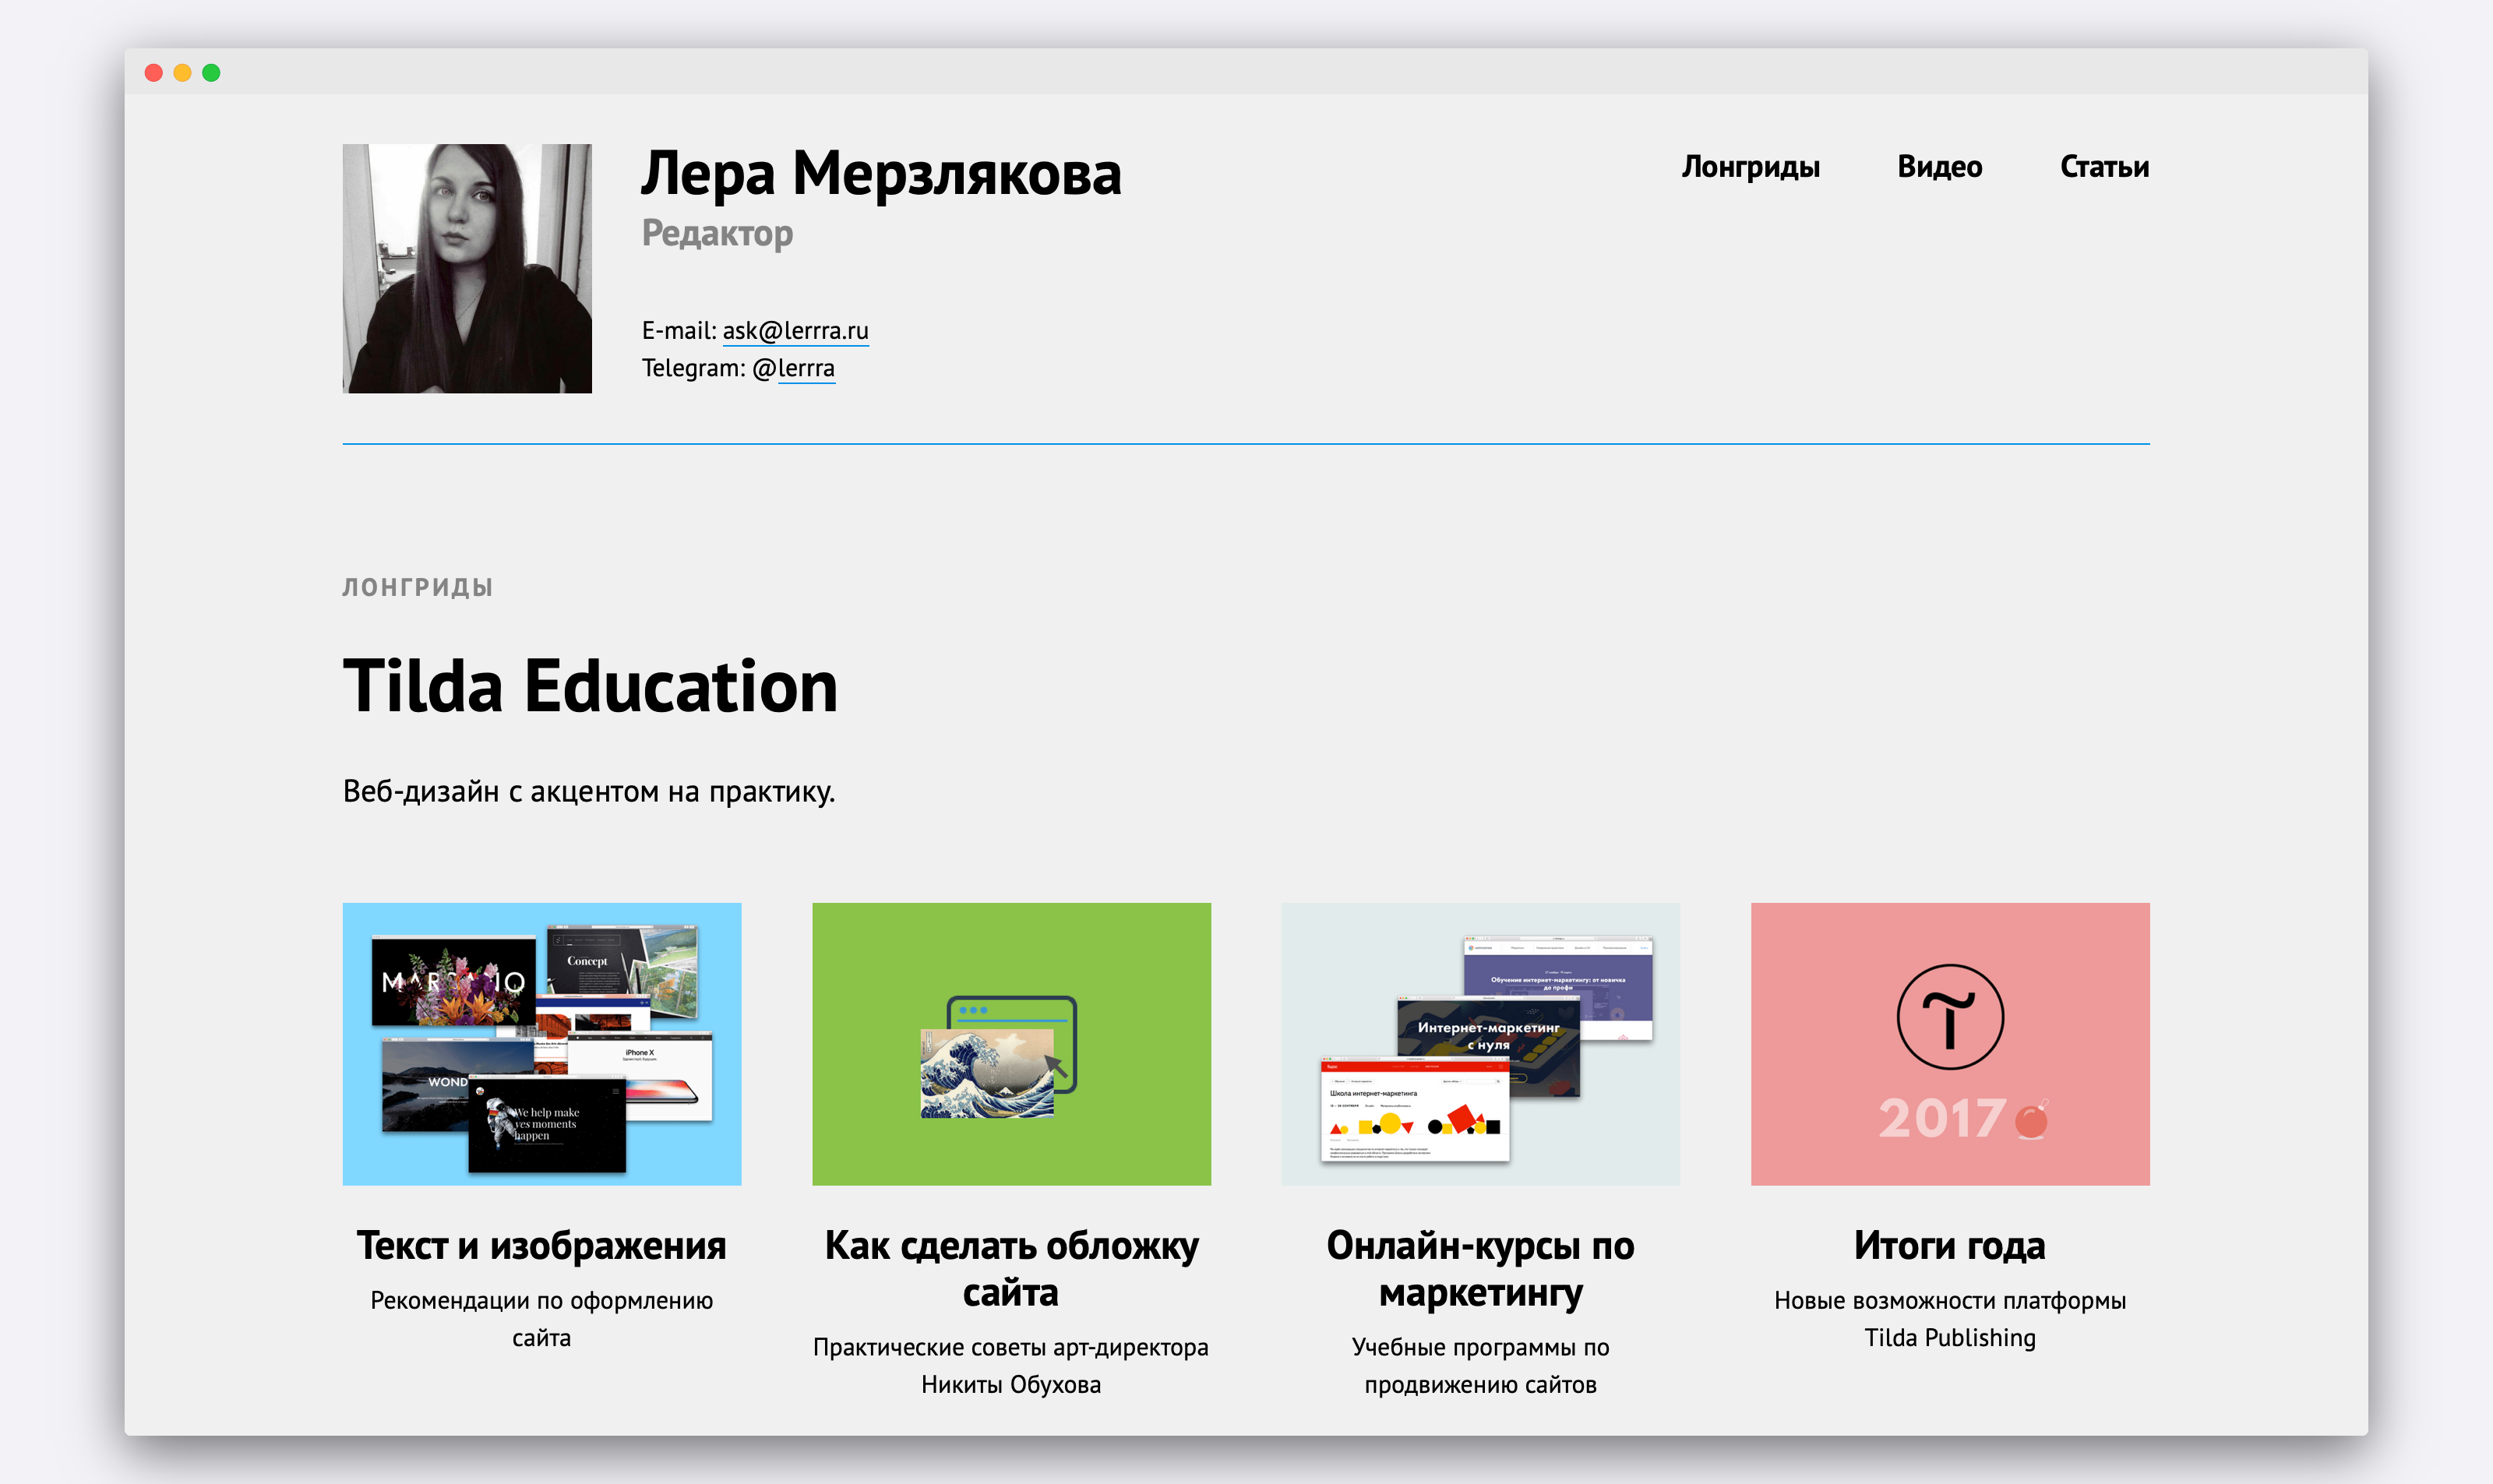 Лера Мерзлякова
Редактор
E-mail: ask@lerrra.ru
Telegram: @lerrra
Лонгриды
Видео
Статьи
ЛОНГРИДЫ
Tilda Education
Веб-дизайн с акцентом на практику.
Concept
iPhone X
WOND
We help make
yes moments
happen
Обучение интернет-маркетингу: от новичка
до профи
Интернет-маркетинг
с нуля
Школа интернет-маркетинга
2017
Текст и изображения
Рекомендации по оформлению
сайта
Как сделать обложку
сайта
Практические советы арт-директора
Никиты Обухова
Онлайн-курсы по
маркетингу
Учебные программы по
продвижению сайтов
Итоги года
Новые возможности платформы
Tilda Publishing